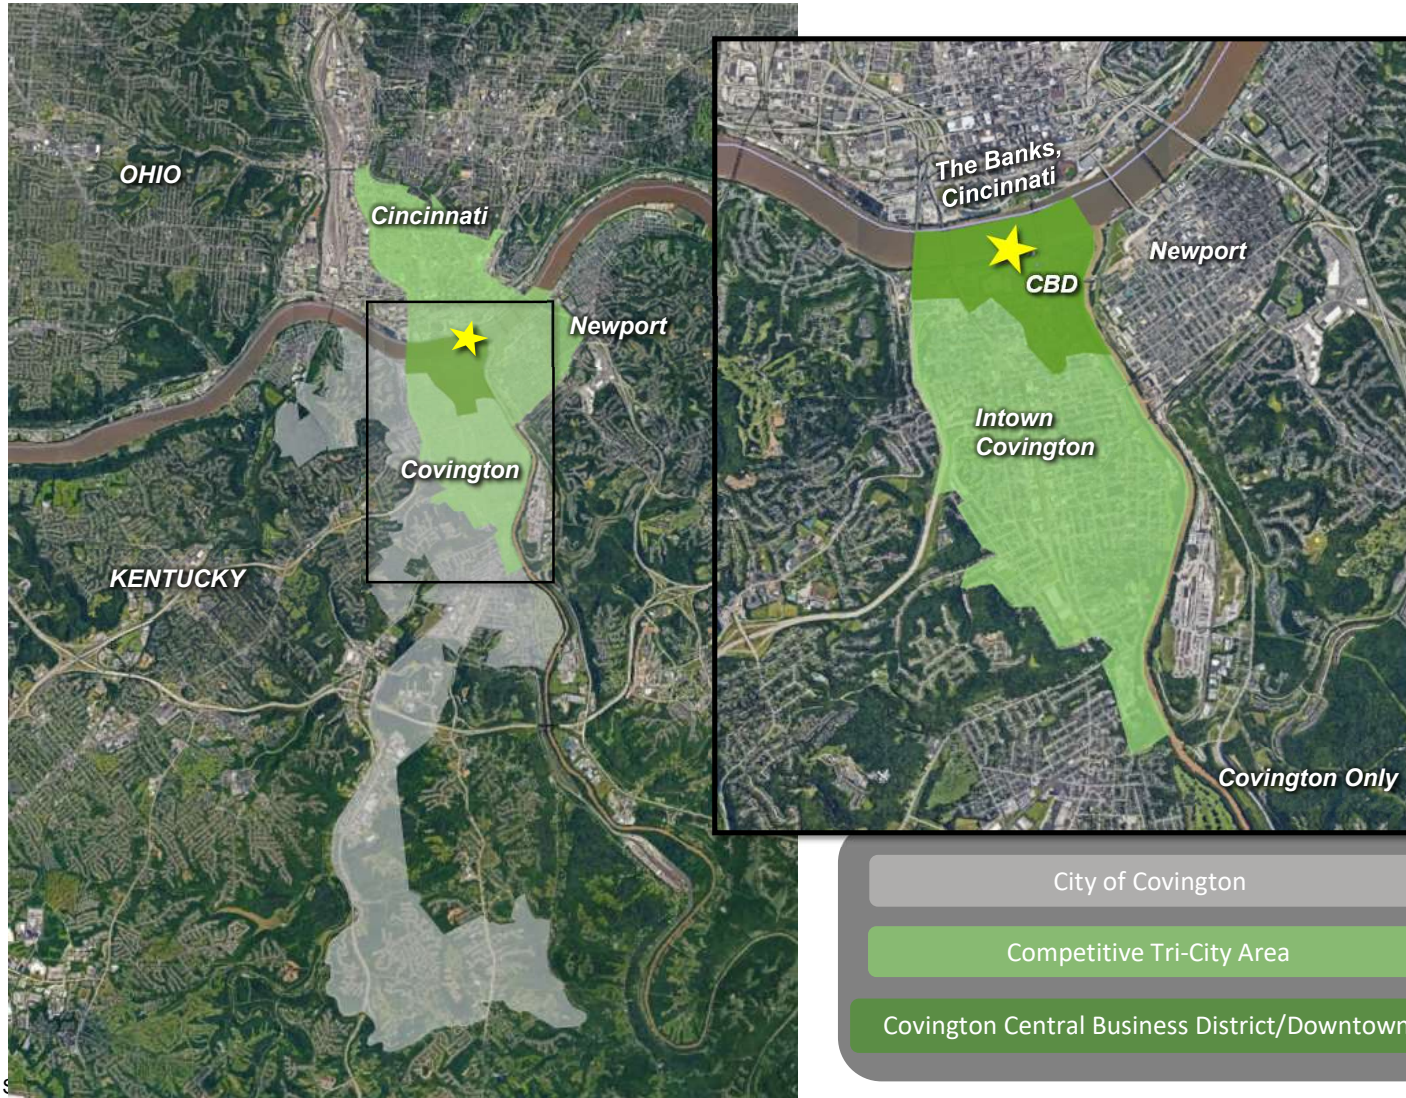 OHIO
Cincinnati
Newport
Covington
KENTUCKY
The Banks,
Cincinnati
Newport
CBD
Intown
Covington
Covington Only
City of Covington
Competitive Tri-City Area
Covington Central Business District/Downtown